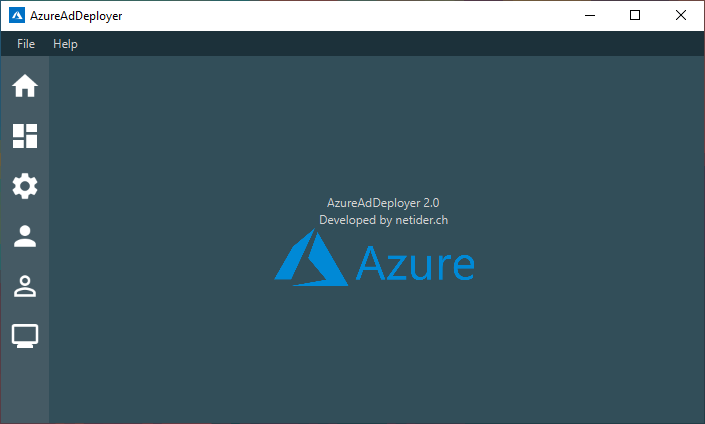 AzureAdDeployer
File Help
AzureAdDeployer 2.0
Developed by netider.ch
Azure